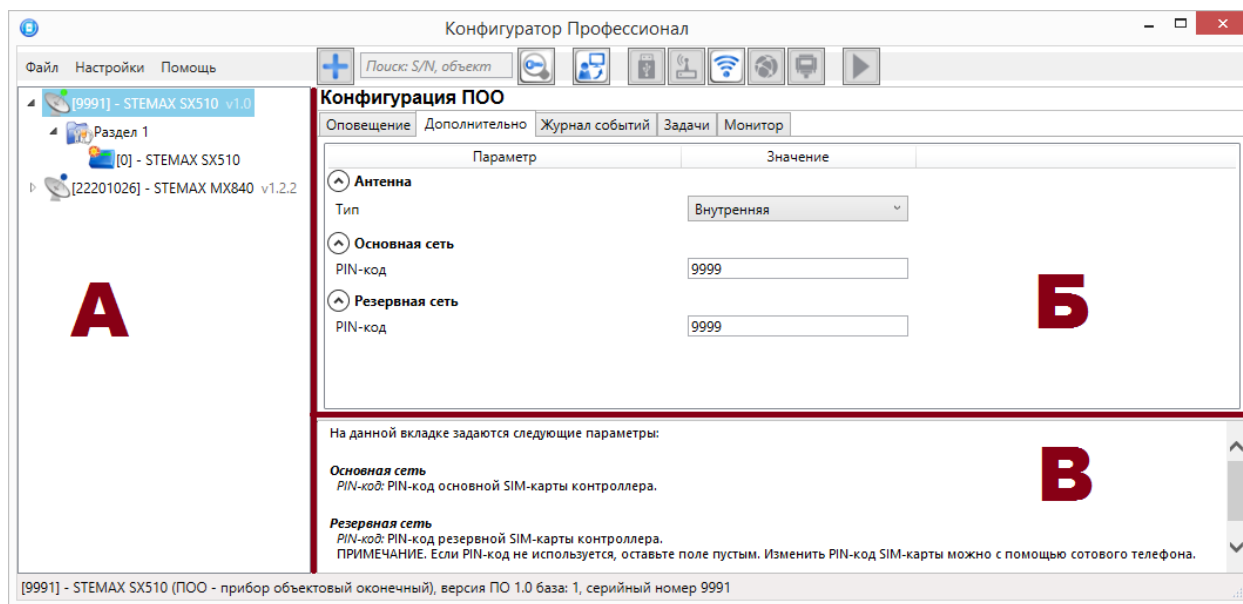 Конфигуратор Профессионал
Файл Настройки Помощь
Поиск: S/N, объект
[9991] - STEMAX SX510 v1.0
Раздел 1
[0] - STEMAX SX510
[22201026] - STEMAX MX840 v1.2.2
А
Конфигурация ПОО
Оповещение Дополнительно Журнал событий Задачи Монитор
Параметр Значение
Антенна
Тип Внутренняя
Основная сеть
PIN-код 9999
Резервная сеть
PIN-код 9999
Б
На данной вкладке задаются следующие параметры:
Основная сеть
PIN-код: PIN-код основной SIM-карты контроллера.
Резервная сеть
PIN-код: PIN-код резервной SIM-карты контроллера.
ПРИМЕЧАНИЕ. Если PIN-код не используется, оставьте поле пустым. Изменить PIN-код SIM-карты можно с помощью сотового телефона.
В
[9991] - STEMAX SX510 (ПОО - прибор объектовый оконечный), версия ПО 1.0 база: 1, серийный номер 9991